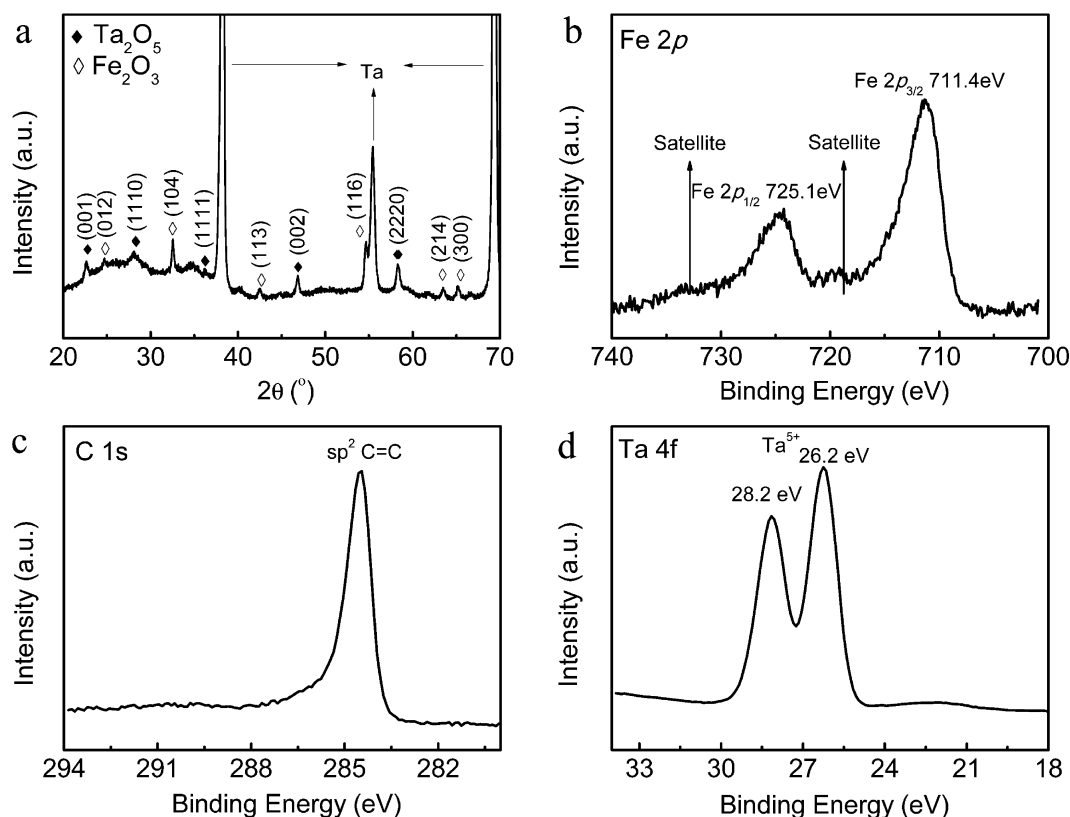 a
◆ Ta₂O₅
◇ Fe₂O₃
Ta
(001)
(012)
(1110)
(104)
(1111)
(113)
(002)
(116)
(2220)
(214)
(300)
Intensity (a.u.)
20 30 40 50 60 70
2θ (°)
b
Fe 2p
Fe 2p₃/₂ 711.4eV
Satellite
Satellite
Fe 2p₁/₂ 725.1eV
Intensity (a.u.)
740 730 720 710 700
Binding Energy (eV)
c
C 1s
sp² C=C
Intensity (a.u.)
294 291 288 285 282
Binding Energy (eV)
d
Ta 4f
Ta⁵⁺
26.2 eV
28.2 eV
Intensity (a.u.)
33 30 27 24 21 18
Binding Energy (eV)